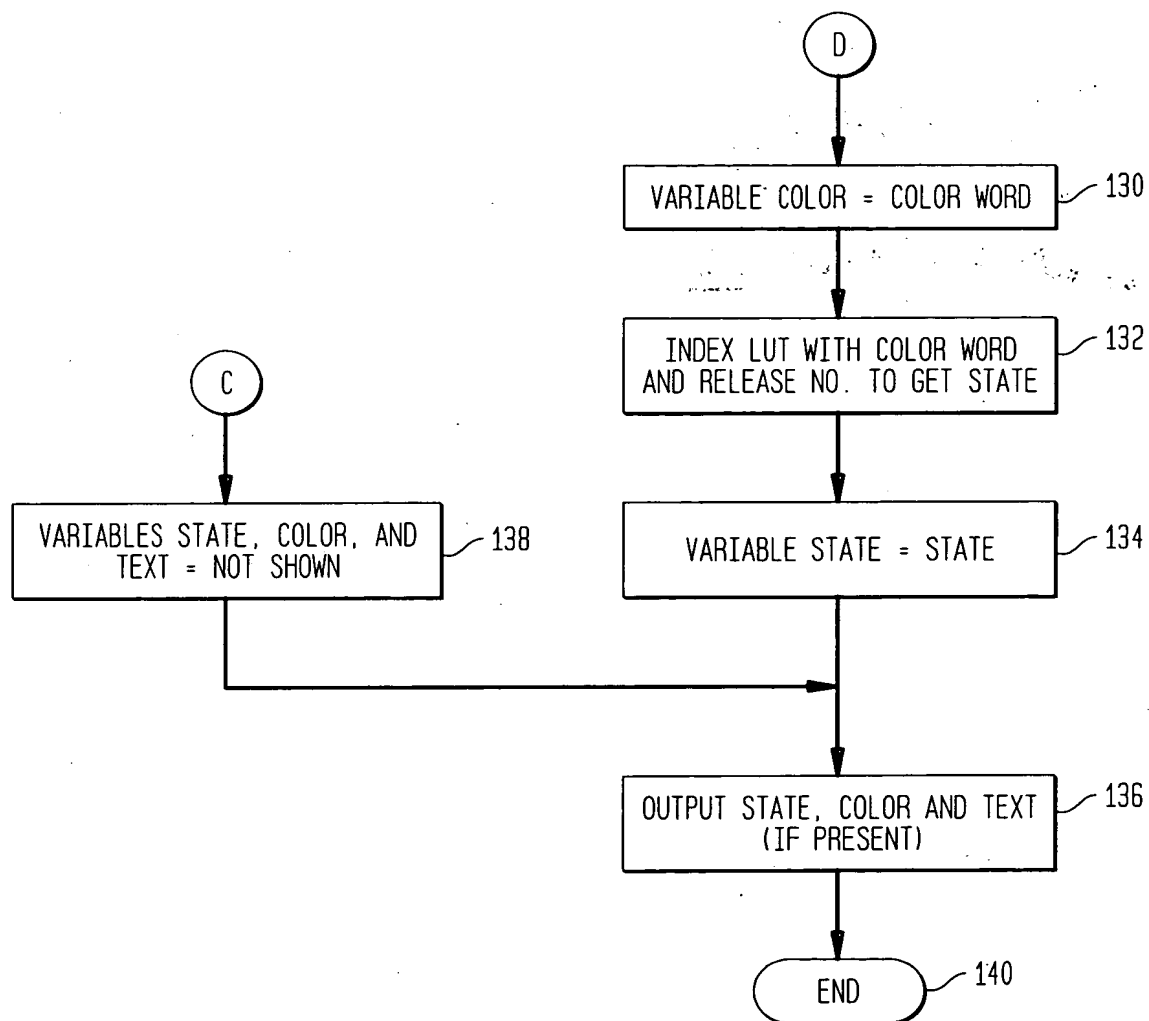 D
VARIABLE COLOR = COLOR WORD
130
INDEX LUT WITH COLOR WORD
AND RELEASE NO. TO GET STATE
132
C
VARIABLES STATE, COLOR, AND
TEXT = NOT SHOWN
138
VARIABLE STATE = STATE
134
OUTPUT STATE, COLOR AND TEXT
(IF PRESENT)
136
END
140